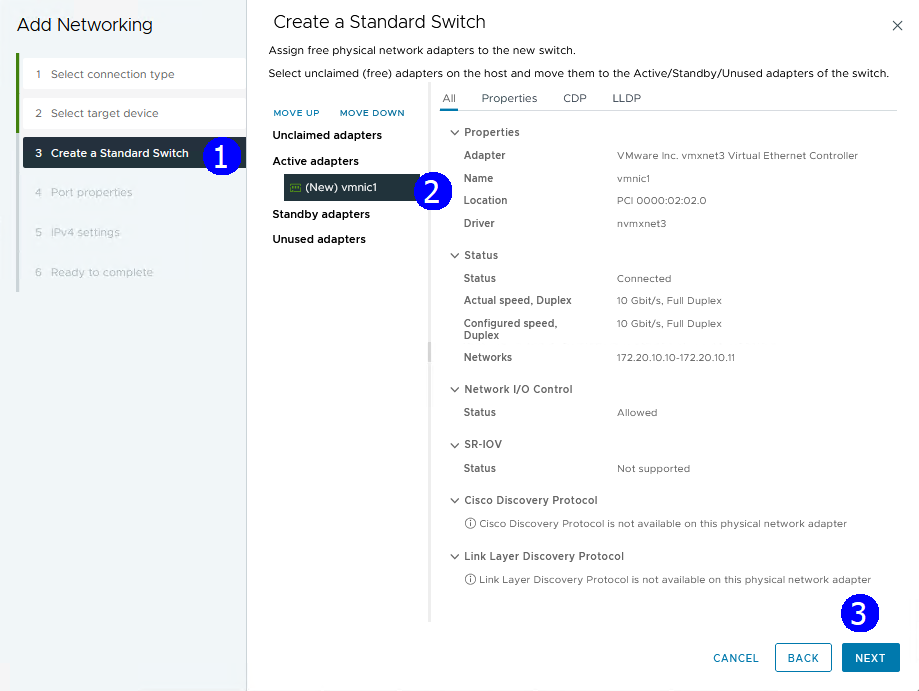 Add Networking
1 Select connection type
2 Select target device
3 Create a Standard Switch
1
4 Port properties
5 IPv4 settings
6 Ready to complete
Create a Standard Switch
Assign free physical network adapters to the new switch.
Select unclaimed (free) adapters on the host and move them to the Active/Standby/Unused adapters of the switch.
MOVE UP MOVE DOWN
Unclaimed adapters
Active adapters
(New) vmnic1
2
Standby adapters
Unused adapters
All Properties CDP LLDP
Properties
Adapter VMware Inc. vmxnet3 Virtual Ethernet Controller
Name vmnic1
Location PCI 0000:02:02.0
Driver nvmxnet3
Status
Status Connected
Actual speed, Duplex 10 Gbit/s, Full Duplex
Configured speed, 10 Gbit/s, Full Duplex
Duplex
Networks 172.20.10.10-172.20.10.11
Network I/O Control
Status Allowed
SR-IOV
Status Not supported
Cisco Discovery Protocol
Cisco Discovery Protocol is not available on this physical network adapter
Link Layer Discovery Protocol
Link Layer Discovery Protocol is not available on this physical network adapter
3
CANCEL BACK NEXT